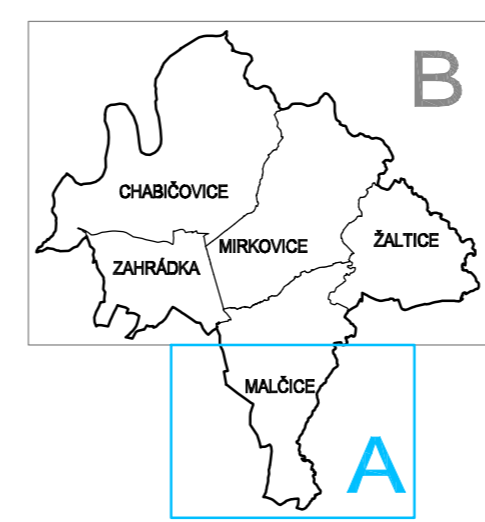 B
CHABIČOVICE
ŽALTICE
MIRKOVICE
ZAHRÁDKA
MALČICE
A